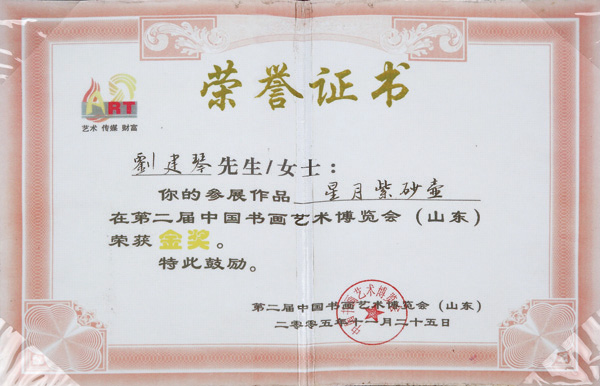 荣誉证书
ART
艺术 传媒 财富
劉建琴先生/女士：
你的参展作品 星月紫砂壶
在第二届中国书画艺术博览会（山东）
荣获金奖。
特此鼓励。
第二届中国书画艺术博览会（山东）
二零零五年十一月二十五日